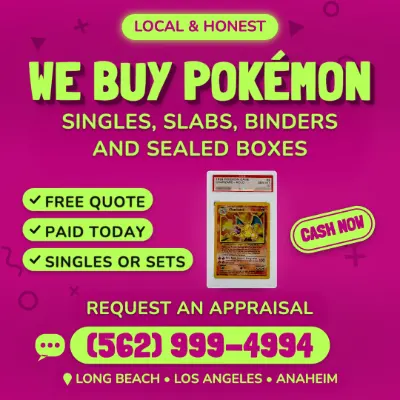 LOCAL & HONEST
WE BUY POKÉMON
SINGLES, SLABS, BINDERS
AND SEALED BOXES
FREE QUOTE
PAID TODAY
SINGLES OR SETS
CASH NOW
REQUEST AN APPRAISAL
(562) 999-4994
LONG BEACH • LOS ANGELES • ANAHEIM